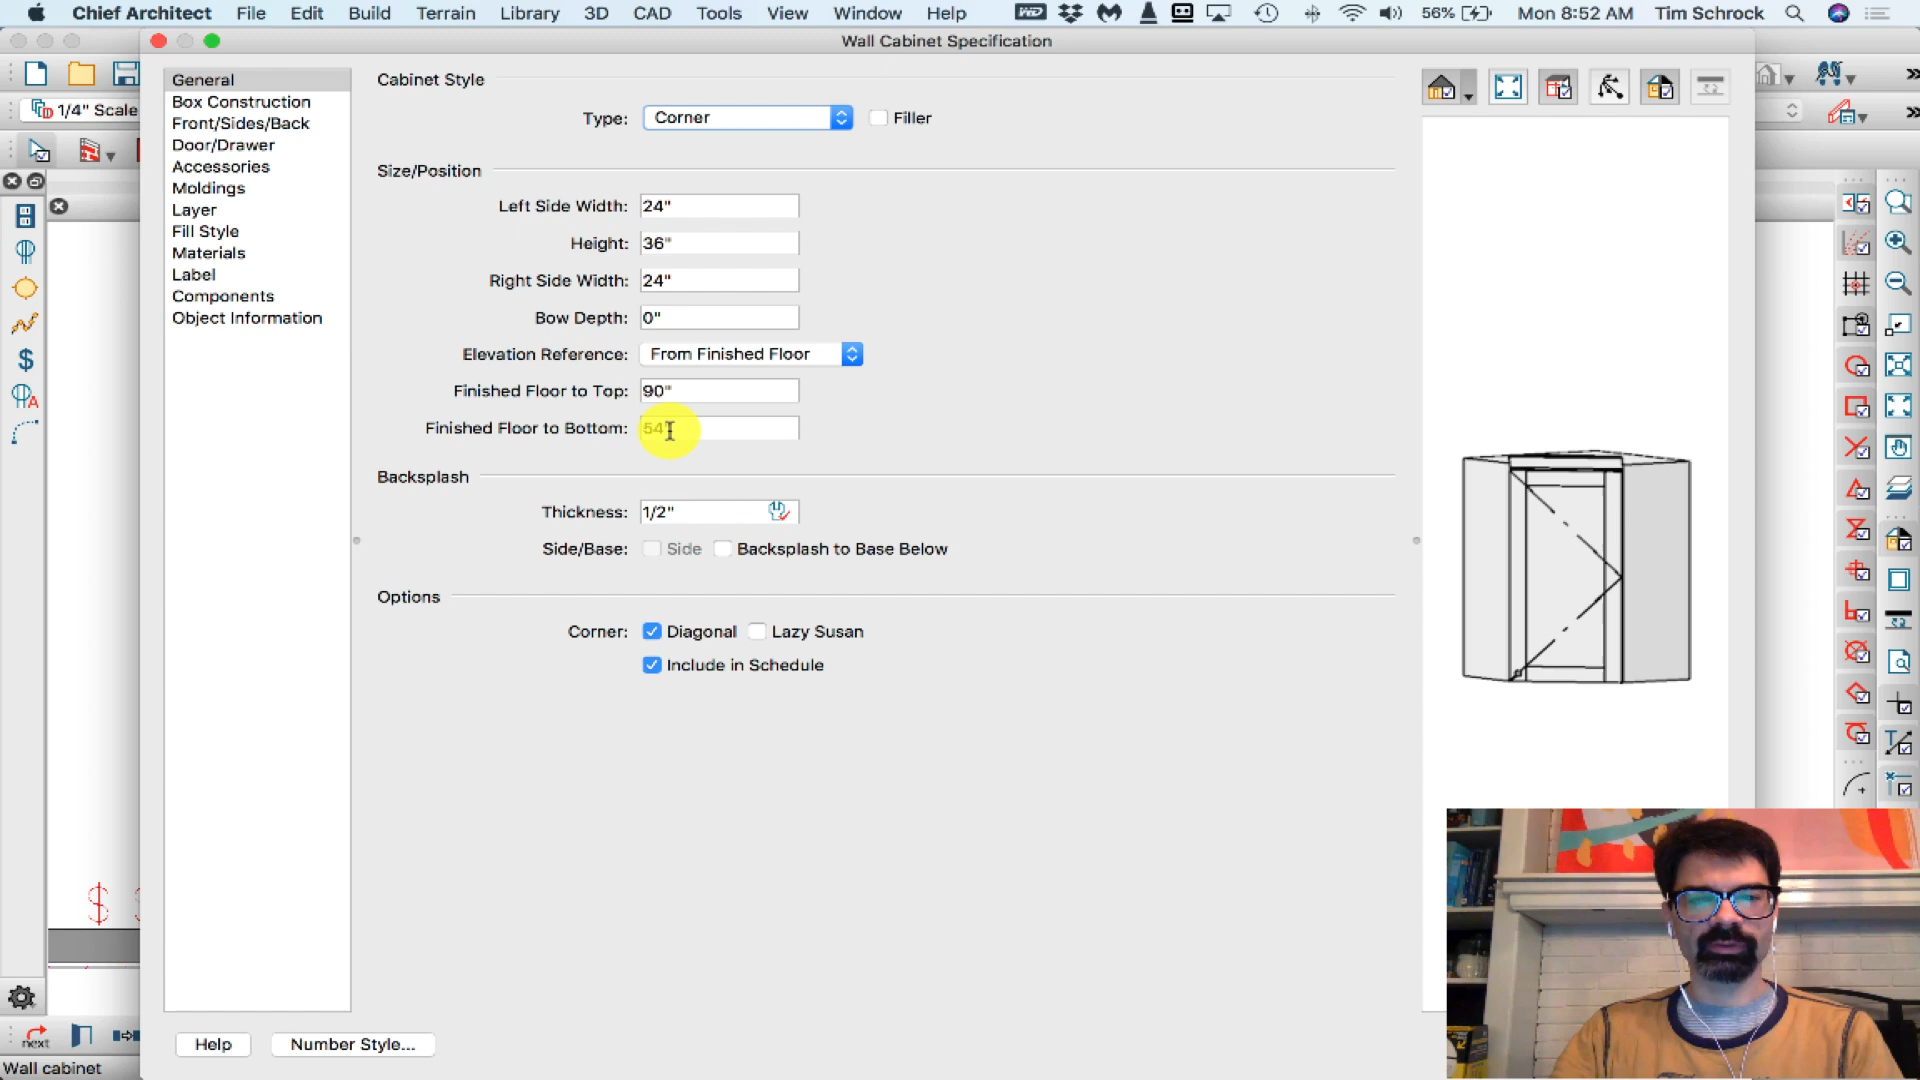 Chief Architect File Edit Build Terrain Library 3D CAD Tools View Window Help 56% Mon 8:52 AM Tim Schrock
Wall Cabinet Specification
1/4" Scale
General
Box Construction
Front/Sides/Back
Door/Drawer
Accessories
Moldings
Layer
Fill Style
Materials
Label
Components
Object Information
Cabinet Style
Type: Corner Filler
Size/Position
Left Side Width: 24"
Height: 36"
Right Side Width: 24"
Bow Depth: 0"
Elevation Reference: From Finished Floor
Finished Floor to Top: 90"
Finished Floor to Bottom: 54"
Backsplash
Thickness: 1/2"
Side/Base: Side Backsplash to Base Below
Options
Corner: Diagonal Lazy Susan
Include in Schedule
Help Number Style...
next
Wall cabinet